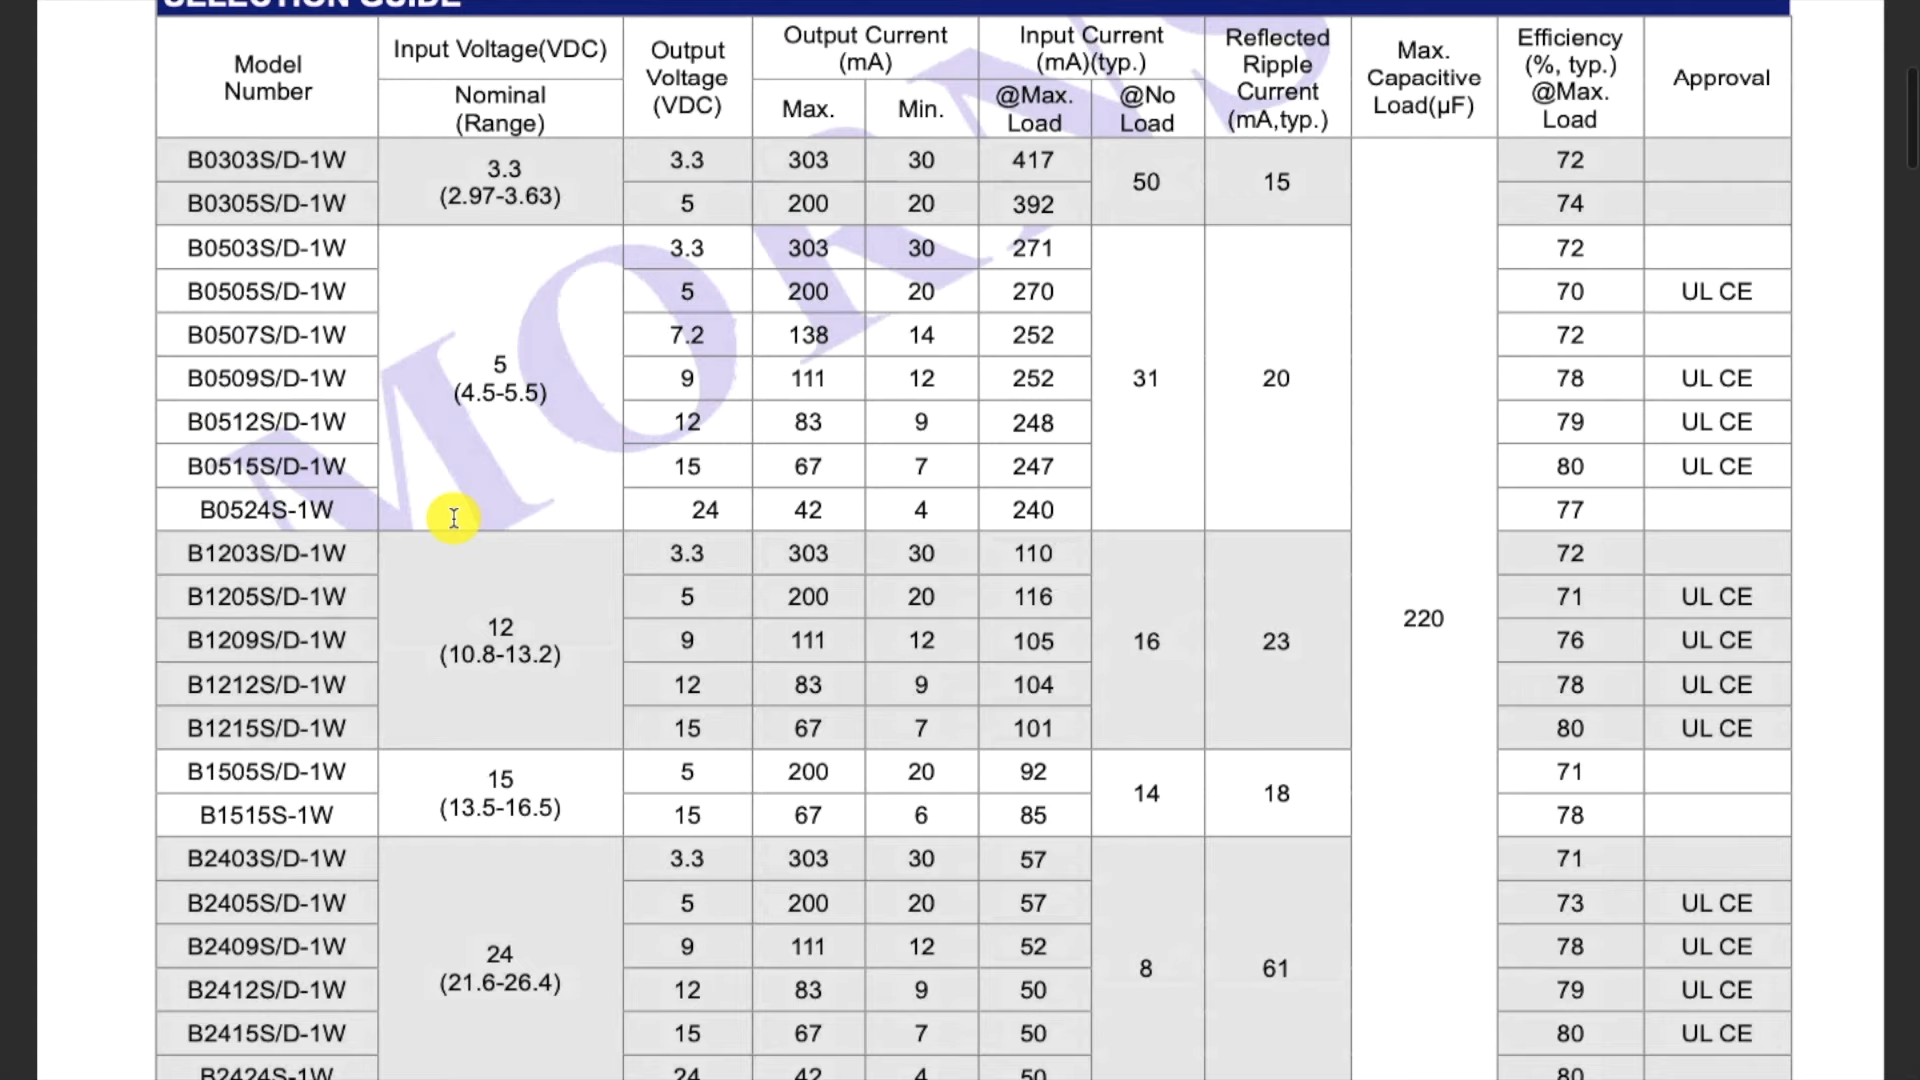 SELECTION GUIDE
Model Number Input Voltage(VDC) Output Voltage (VDC) Output Current (mA) Input Current (mA)(typ.) Reflected Ripple Current (mA,typ.) Max. Capacitive Load(µF) Efficiency (%, typ.) @Max. Load Approval
Nominal (Range) Max. Min. @Max. Load @No Load
B0303S/D-1W 3.3 (2.97-3.63) 3.3 303 30 417 50 15 220 72
B0305S/D-1W 5 200 20 392 74
B0503S/D-1W 5 (4.5-5.5) 3.3 303 30 271 31 20 72
B0505S/D-1W 5 200 20 270 70 UL CE
B0507S/D-1W 7.2 138 14 252 72
B0509S/D-1W 9 111 12 252 78 UL CE
B0512S/D-1W 12 83 9 248 79 UL CE
B0515S/D-1W 15 67 7 247 80 UL CE
B0524S-1W 24 42 4 240 77
B1203S/D-1W 12 (10.8-13.2) 3.3 303 30 110 16 23 72
B1205S/D-1W 5 200 20 116 71 UL CE
B1209S/D-1W 9 111 12 105 76 UL CE
B1212S/D-1W 12 83 9 104 78 UL CE
B1215S/D-1W 15 67 7 101 80 UL CE
B1505S/D-1W 15 (13.5-16.5) 5 200 20 92 14 18 71
B1515S-1W 15 67 6 85 78
B2403S/D-1W 24 (21.6-26.4) 3.3 303 30 57 8 61 71
B2405S/D-1W 5 200 20 57 73 UL CE
B2409S/D-1W 9 111 12 52 78 UL CE
B2412S/D-1W 12 83 9 50 79 UL CE
B2415S/D-1W 15 67 7 50 80 UL CE
B2424S-1W 24 42 4 50 80
MORNS